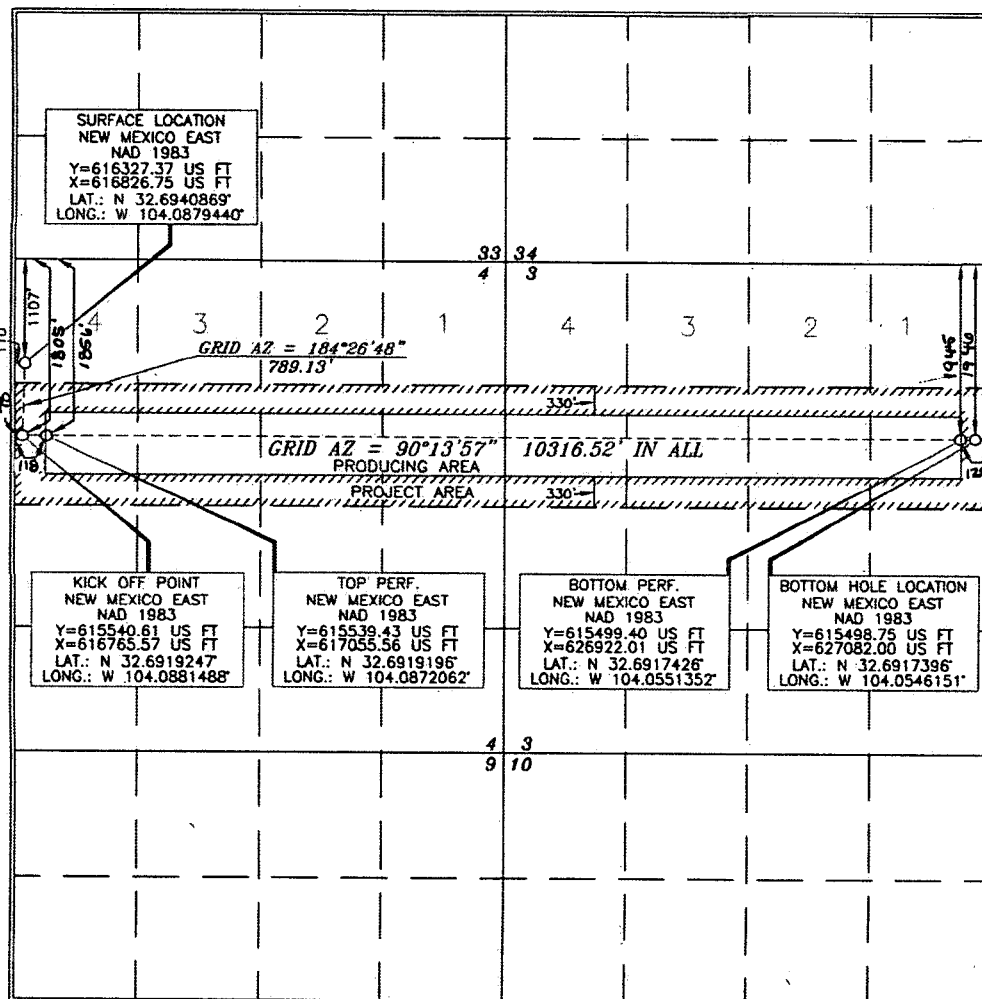 SURFACE LOCATION
NEW MEXICO EAST
NAD 1983
Y=616327.37 US FT
X=616826.75 US FT
LAT.: N 32.6940869°
LONG.: W 104.0879440°
33 34
4 3
1107'
1805'
1856'
4 3 2 1 4 3 2 1
GRID AZ = 184°26'48"
789.13'
1945
1946
330'
GRID AZ = 90°13'57" 10316.52' IN ALL
PRODUCING AREA
118
PROJECT AREA
330'
KICK OFF POINT
NEW MEXICO EAST
NAD 1983
Y=615540.61 US FT
X=616765.57 US FT
LAT.: N 32.6919247°
LONG.: W 104.0881488°
TOP PERF.
NEW MEXICO EAST
NAD 1983
Y=615539.43 US FT
X=617055.56 US FT
LAT.: N 32.6919196°
LONG.: W 104.0872062°
BOTTOM PERF.
NEW MEXICO EAST
NAD 1983
Y=615499.40 US FT
X=626922.01 US FT
LAT.: N 32.6917426°
LONG.: W 104.0551352°
BOTTOM HOLE LOCATION
NEW MEXICO EAST
NAD 1983
Y=615498.75 US FT
X=627082.00 US FT
LAT.: N 32.6917396°
LONG.: W 104.0546151°
4 3
9 10